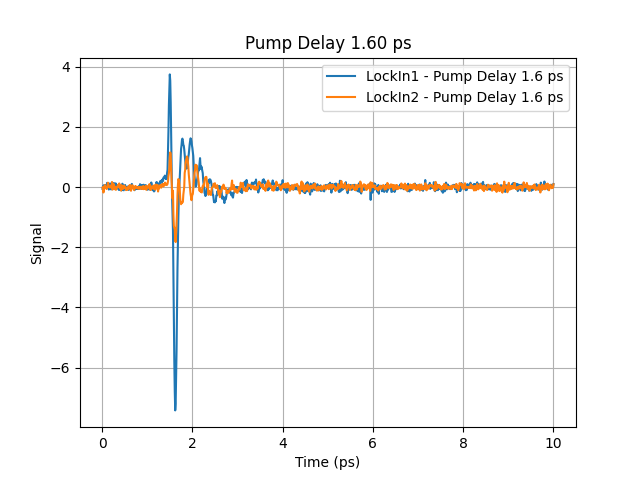 Pump Delay 1.60 ps
LockIn1 - Pump Delay 1.6 ps
LockIn2 - Pump Delay 1.6 ps
4
2
0
−2
−4
−6
Signal
0 2 4 6 8 10
Time (ps)